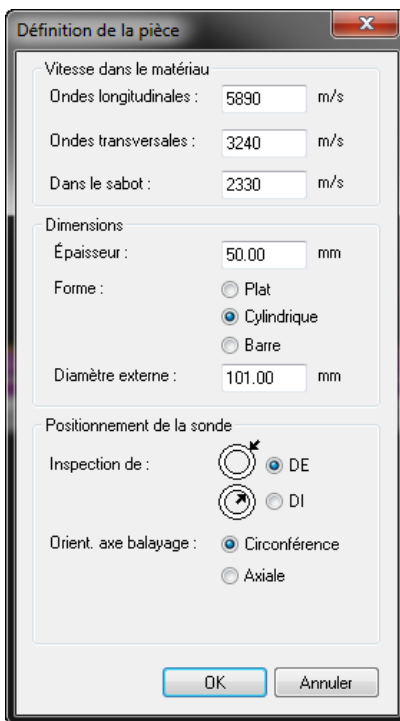 Définition de la pièce
Vitesse dans le matériau
Ondes longitudinales : 5890 m/s
Ondes transversales : 3240 m/s
Dans le sabot : 2330 m/s
Dimensions
Épaisseur : 50.00 mm
Forme : Plat
Cylindrique
Barre
Diamètre externe : 101.00 mm
Positionnement de la sonde
Inspection de : DE
DI
Orient. axe balayage : Circonférence
Axiale
OK Annuler